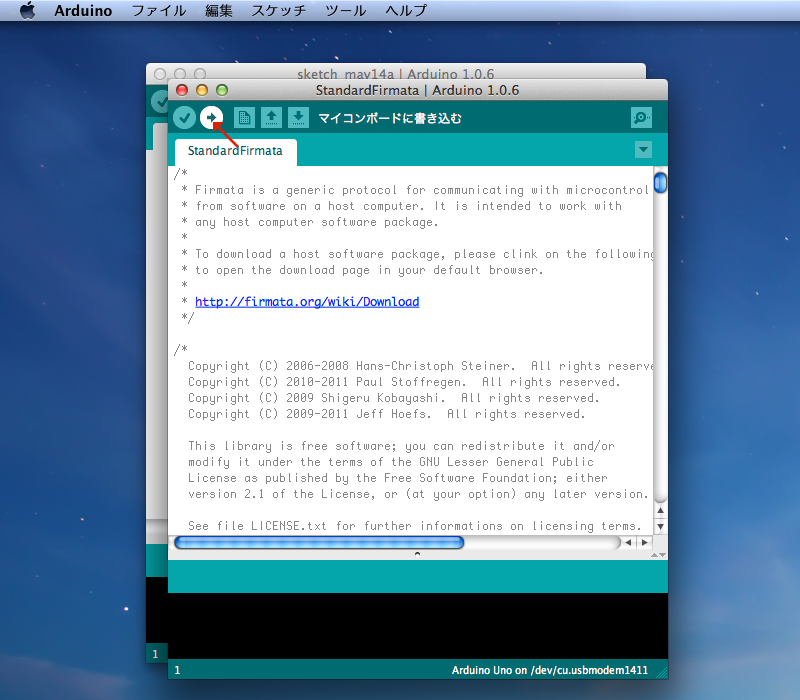 Arduino ファイル 編集 スケッチ ツール ヘルプ
sketch_may14a | Arduino 1.0.6
StandardFirmata | Arduino 1.0.6
マイコンボードに書き込む
StandardFirmata
/*
* Firmata is a generic protocol for communicating with microcontrol
* from software on a host computer. It is intended to work with
* any host computer software package.
*
* To download a host software package, please clink on the following
* to open the download page in your default browser.
*
* http://firmata.org/wiki/Download
*/
/*
Copyright (C) 2006-2008 Hans-Christoph Steiner.  All rights reserve
Copyright (C) 2010-2011 Paul Stoffregen.  All rights reserved.
Copyright (C) 2009 Shigeru Kobayashi.  All rights reserved.
Copyright (C) 2009-2011 Jeff Hoefs.  All rights reserved.
This library is free software; you can redistribute it and/or
modify it under the terms of the GNU Lesser General Public
License as published by the Free Software Foundation; either
version 2.1 of the License, or (at your option) any later version.
See file LICENSE.txt for further informations on licensing terms.
1
1
Arduino Uno on /dev/cu.usbmodem1411